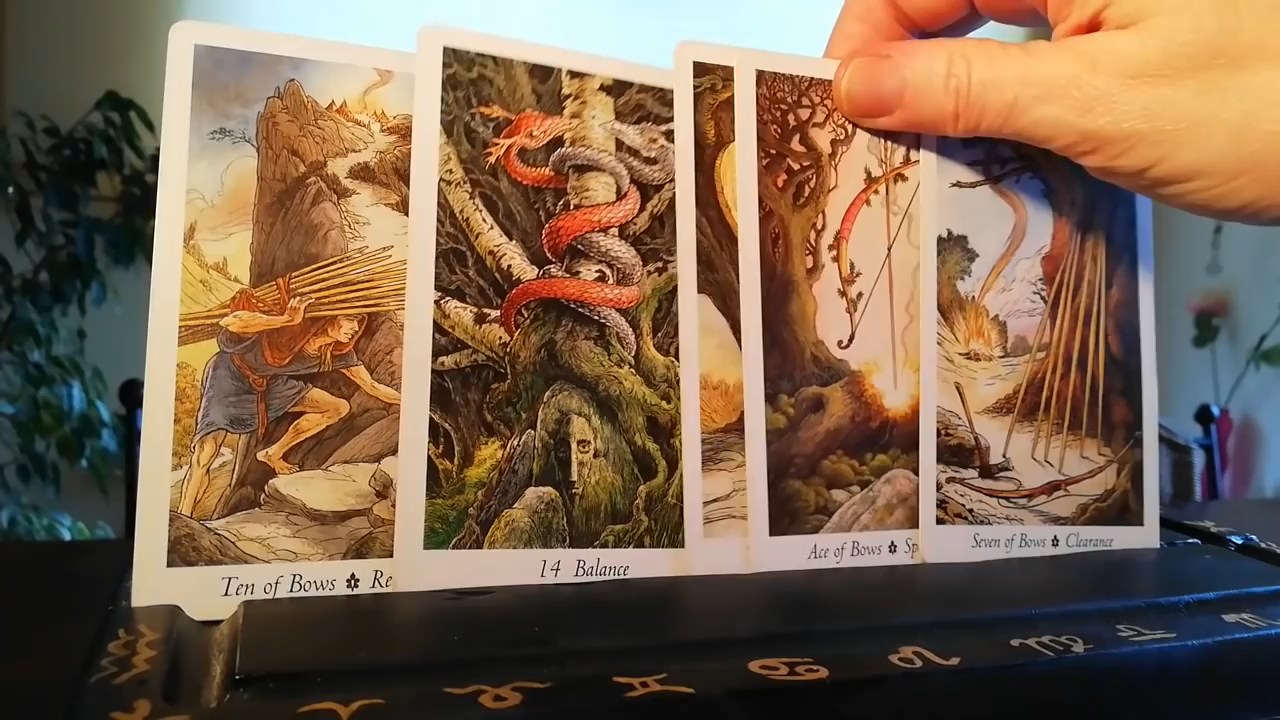 Ten of Bows ✽ Re
14 Balance
Ace of Bows ✽ Sp
Seven of Bows ✽ Clearance
♒
♈ ♉ ♊ ♋ ♌ ♍ ♎ ♏